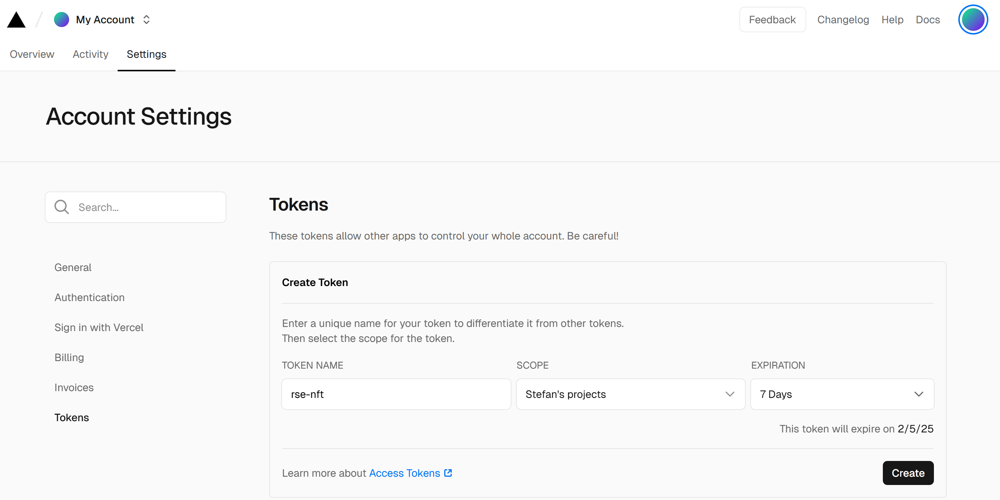 My Account
Feedback
Changelog
Help
Docs
Overview
Activity
Settings
Account Settings
Search...
General
Authentication
Sign in with Vercel
Billing
Invoices
Tokens
Tokens
These tokens allow other apps to control your whole account. Be careful!
Create Token
Enter a unique name for your token to differentiate it from other tokens.
Then select the scope for the token.
TOKEN NAME
SCOPE
EXPIRATION
rse-nft
Stefan's projects
7 Days
This token will expire on 2/5/25
Learn more about Access Tokens
Create